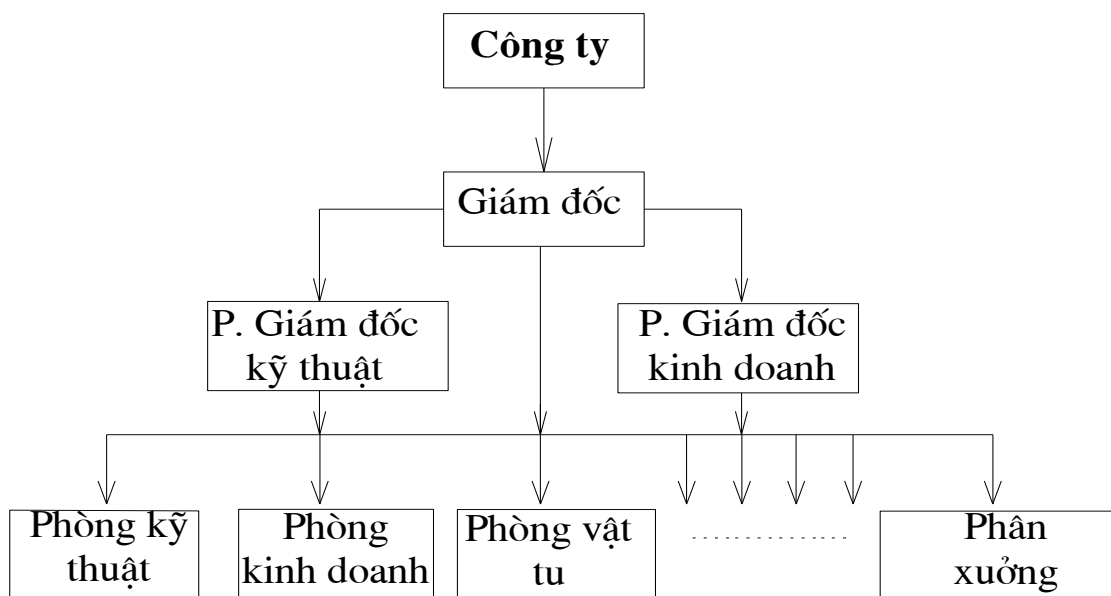 Công ty
Giám đốc
P. Giám đốc
kỹ thuật
P. Giám đốc
kinh doanh
Phòng kỹ
thuật
Phòng
kinh doanh
Phòng vật
tu
Phân
xuởng